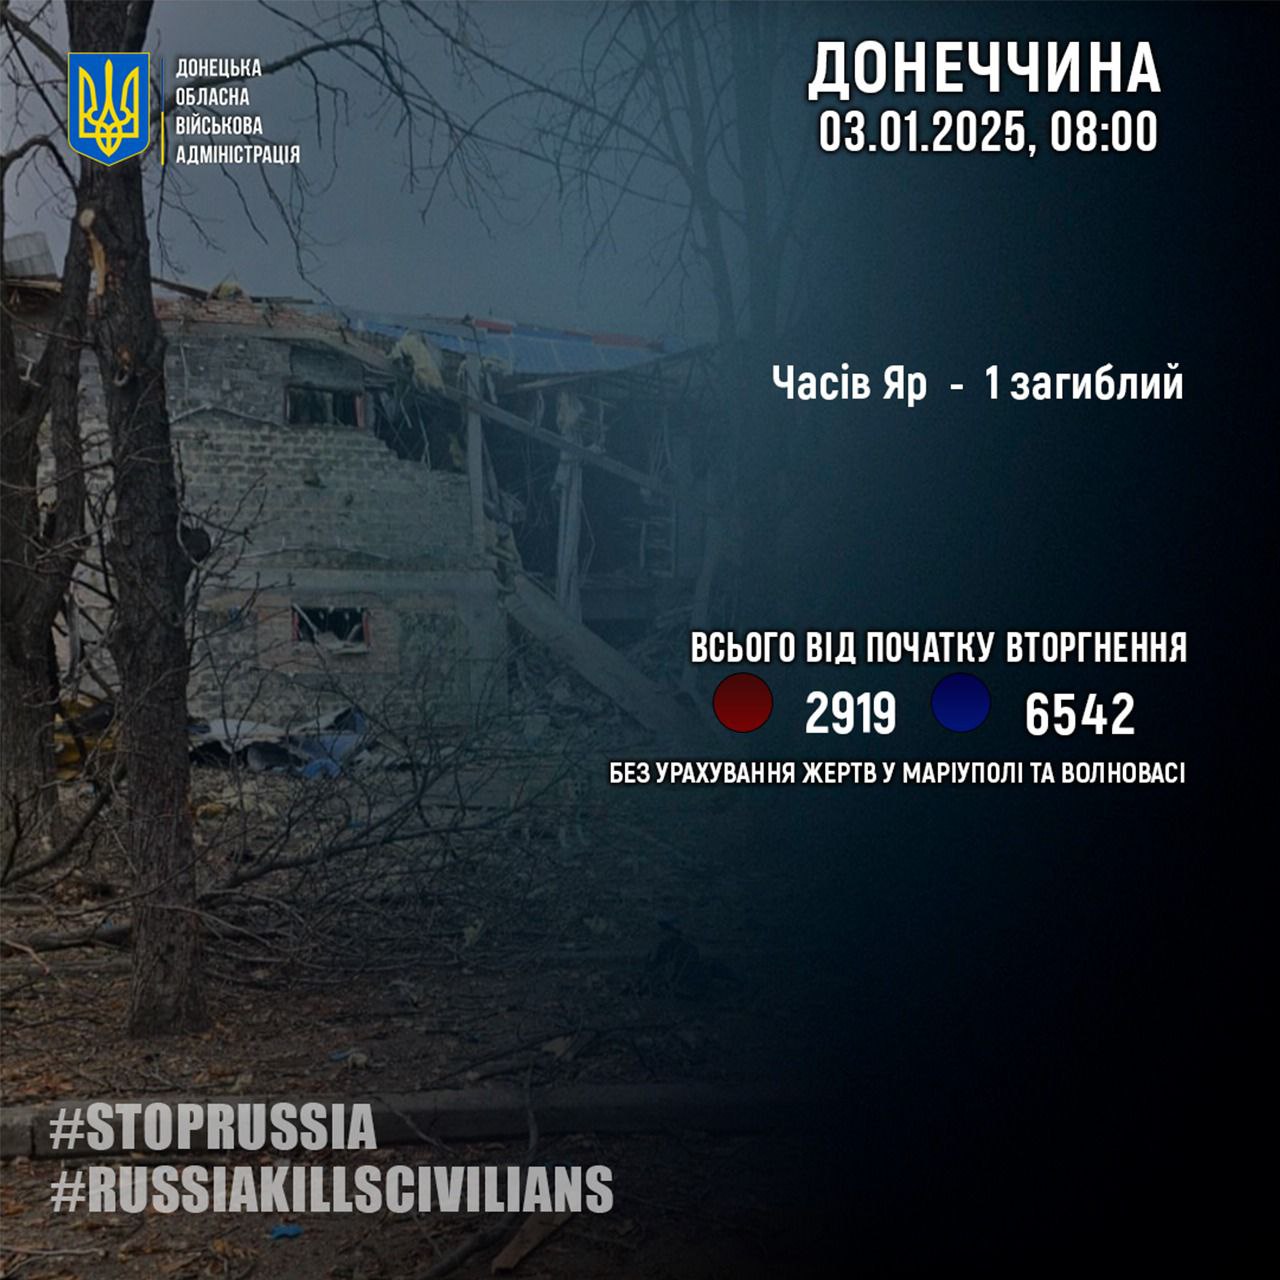 ДОНЕЦЬКА
ОБЛАСНА
ВІЙСЬКОВА
АДМІНІСТРАЦІЯ
ДОНЕЧЧИНА
03.01.2025, 08:00
Часів Яр - 1 загиблий
ВСЬОГО ВІД ПОЧАТКУ ВТОРГНЕННЯ
2919 6542
БЕЗ УРАХУВАННЯ ЖЕРТВ У МАРІУПОЛІ ТА ВОЛНОВАСІ
#STOPRUSSIA
#RUSSIAKILLSCIVILIANS